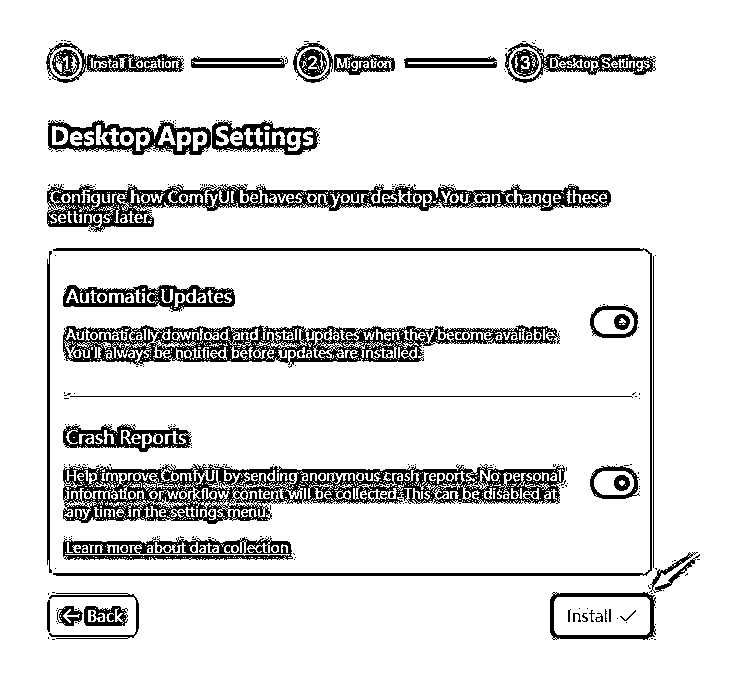 1 Install Location 2 Migration 3 Desktop Settings
Desktop App Settings
Configure how ComfyUI behaves on your desktop. You can change these
settings later.
Automatic Updates
Automatically download and install updates when they become available.
You'll always be notified before updates are installed.
Crash Reports
Help improve ComfyUI by sending anonymous crash reports. No personal
information or workflow content will be collected. This can be disabled at
any time in the settings menu.
Learn more about data collection
Back
Install